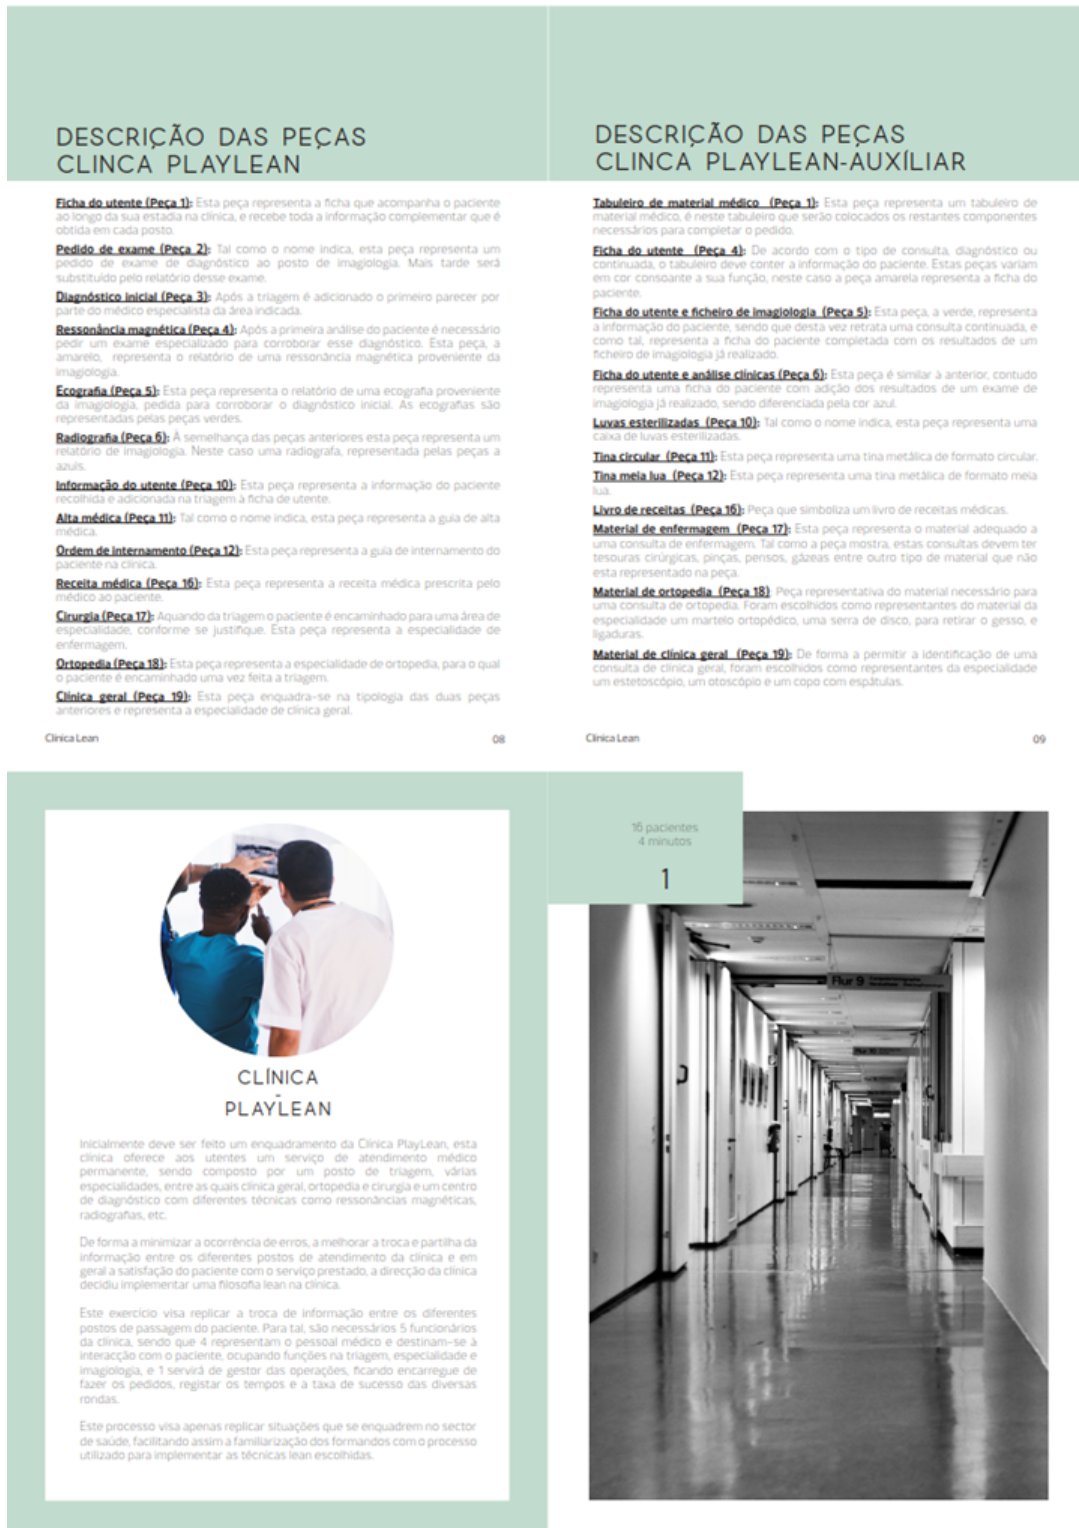 DESCRIÇÃO DAS PEÇAS
CLINCA PLAYLEAN
Ficha do utente (Peça 1): Esta peça representa a ficha que acompanha o paciente
ao longo da sua estadia na clínica, e recebe toda a informação complementar que é
obtida em cada posto.
Pedido de exame (Peça 2): Tal como o nome indica, esta peça representa um
pedido de exame de diagnóstico ao posto de imagiologia. Mais tarde será
substituído pelo relatório desse exame.
Diagnóstico inicial (Peça 3): Após a triagem é adicionado o primeiro parecer por
parte do médico especialista da área indicada.
Ressonância magnética (Peça 4): Após a primeira análise do paciente é necessário
pedir um exame especializado para corroborar esse diagnóstico. Esta peça, a
amarelo, representa o relatório de uma ressonância magnética proveniente da
imagiologia.
Ecografia (Peça 5): Esta peça representa o relatório de uma ecografia proveniente
da imagiologia, pedida para corroborar o diagnóstico inicial. As ecografias são
representadas pelas peças verdes.
Radiografia (Peça 6): À semelhança das peças anteriores esta peça representa um
relatório de imagiologia. Neste caso uma radiografa, representada pelas peças a
azuis.
Informação do utente (Peça 10): Esta peça representa a informação do paciente
recolhida e adicionada na triagem à ficha de utente.
Alta médica (Peça 11): Tal como o nome indica, esta peça representa a guia de alta
médica.
Ordem de internamento (Peça 12): Esta peça representa a guia de internamento do
paciente na clínica.
Receita médica (Peça 16): Esta peça representa a receita médica prescrita pelo
médico ao paciente.
Cirurgia (Peça 17): Aquando da triagem o paciente é encaminhado para uma área de
especialidade, conforme se justifique. Esta peça representa a especialidade de
enfermagem.
Ortopedia (Peça 18): Esta peça representa a especialidade de ortopedia, para o qual
o paciente é encaminhado uma vez feita a triagem.
Clínica geral (Peça 19): Esta peça enquadra-se na tipologia das duas peças
anteriores e representa a especialidade de clínica geral.
Clínica Lean
08
DESCRIÇÃO DAS PEÇAS
CLINCA PLAYLEAN-AUXÍLIAR
Tabuleiro de material médico (Peça 1): Esta peça representa um tabuleiro de
material médico, é neste tabuleiro que serão colocados os restantes componentes
necessários para completar o pedido.
Ficha do utente (Peça 4): De acordo com o tipo de consulta, diagnóstico ou
continuada, o tabuleiro deve conter a informação do paciente. Estas peças variam
em cor consoante a sua função, neste caso a peça amarela representa a ficha do
paciente.
Ficha do utente e ficheiro de imagiologia (Peça 5): Esta peça, a verde, representa
a informação do paciente, sendo que desta vez retrata uma consulta continuada, e
como tal, representa a ficha do paciente completada com os resultados de um
ficheiro de imagiologia já realizado.
Ficha do utente e análise clínicas (Peça 6): Esta peça é similar à anterior, contudo
representa uma ficha do paciente com adição dos resultados de um exame de
imagiologia já realizado, sendo diferenciada pela cor azul.
Luvas esterilizadas (Peça 10): Tal como o nome indica, esta peça representa uma
caixa de luvas esterilizadas.
Tina circular (Peça 11): Esta peça representa uma tina metálica de formato circular.
Tina meia lua (Peça 12): Esta peça representa uma tina metálica de formato meia
lua.
Livro de receitas (Peça 16): Peça que simboliza um livro de receitas médicas.
Material de enfermagem (Peça 17): Esta peça representa o material adequado a
uma consulta de enfermagem. Tal como a peça mostra, estas consultas devem ter
tesouras cirúrgicas, pinças, pensos, gázeas entre outro tipo de material que não
esta representado na peça.
Material de ortopedia (Peça 18) Peça representativa do material necessário para
uma consulta de ortopedia. Foram escolhidos como representantes do material da
especialidade um martelo ortopédico, uma serra de disco, para retirar o gesso, e
ligaduras.
Material de clínica geral (Peça 19): De forma a permitir a identificação de uma
consulta de clínica geral, foram escolhidos como representantes da especialidade
um estetoscópio, um otoscópio e um copo com espátulas.
Clínica Lean
09
CLÍNICA
-
PLAYLEAN
Inicialmente deve ser feito um enquadramento da Clínica PlayLean, esta
clínica oferece aos utentes um serviço de atendimento médico
permanente, sendo composto por um posto de triagem, várias
especialidades, entre as quais clínica geral, ortopedia e cirurgia e um centro
de diagnóstico com diferentes técnicas como ressonâncias magnéticas,
radiografias, etc.
De forma a minimizar a ocorrência de erros, a melhorar a troca e partilha da
informação entre os diferentes postos de atendimento da clínica e em
geral a satisfação do paciente com o serviço prestado, a direcção da clínica
decidiu implementar uma filosofia lean na clínica.
Este exercício visa replicar a troca de informação entre os diferentes
postos de passagem do paciente. Para tal, são necessários 5 funcionários
da clínica, sendo que 4 representam o pessoal médico e destinam-se à
interacção com o paciente, ocupando funções na triagem, especialidade e
imagiologia, e 1 servirá de gestor das operações, ficando encarregue de
fazer os pedidos, registar os tempos e a taxa de sucesso das diversas
rondas.
Este processo visa apenas replicar situações que se enquadrem no sector
de saúde, facilitando assim a familiarização dos formandos com o processo
utilizado para implementar as técnicas lean escolhidas.
16 pacientes
4 minutos
1
Flur 9